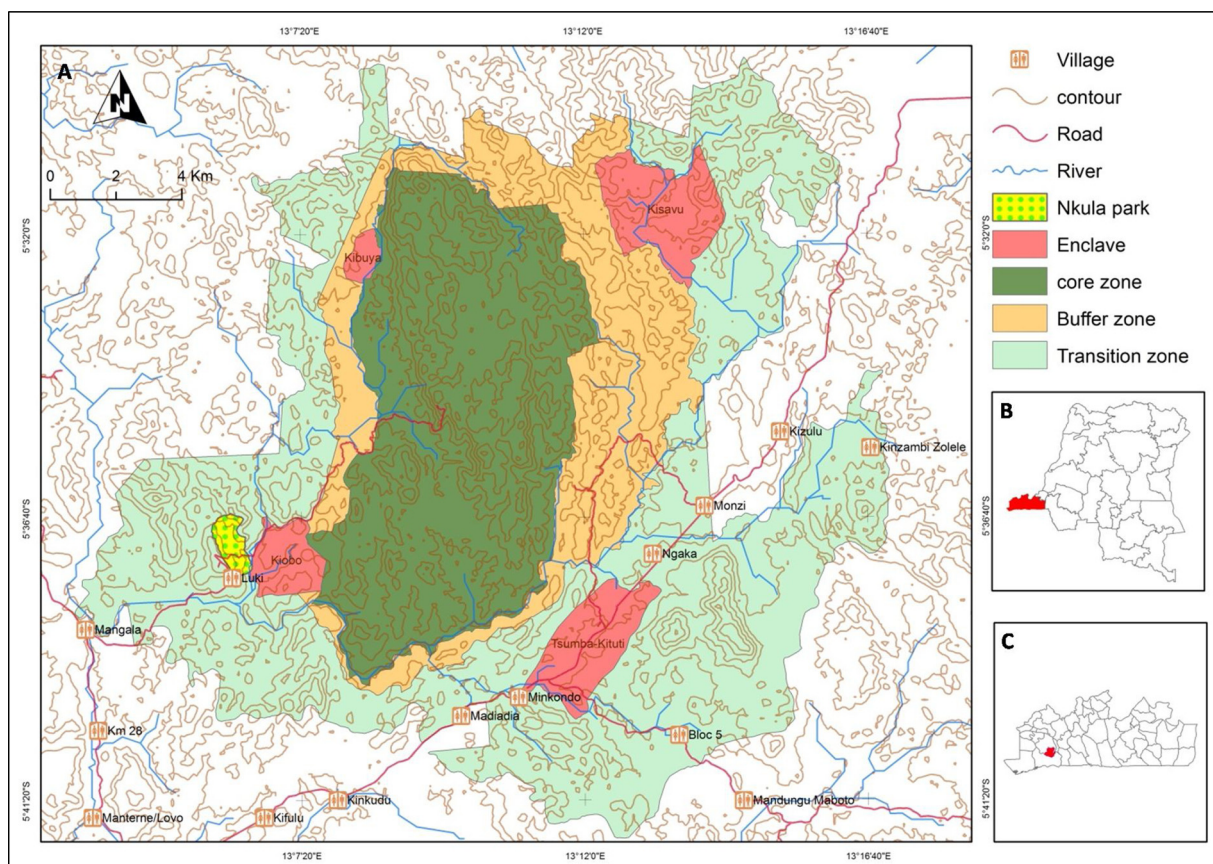 13°7'20"E
13°12'0"E
13°16'40"E
A
N
0 2 4 Km
5°32'0"S
5°32'0"S
Kisavu
Kibuya
Kizulu
Kinzambi Zolele
Monzi
5°36'40"S
5°36'40"S
Ngaka
Kiobo
Luki
Mangala
Tsumba-Kituti
Minkondo
Madiadia
Km 28
Bloc 5
Kinkudu
Mandungu Maboto
5°41'20"S
5°41'20"S
Manterne/Lovo
Kifulu
13°7'20"E
13°12'0"E
13°16'40"E
Village
contour
Road
River
Nkula park
Enclave
core zone
Buffer zone
Transition zone
B
C